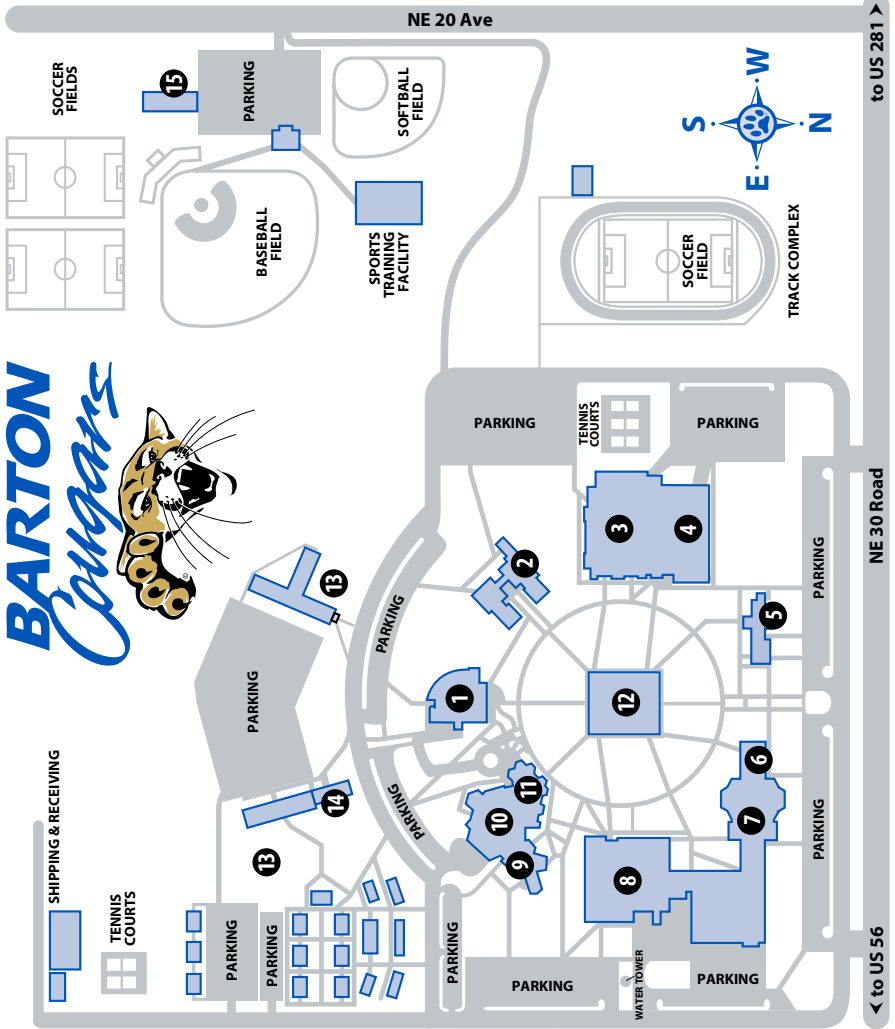 NE 20 Ave
to US 281 >
SOCCER
FIELDS
15
PARKING
SOFTBALL
FIELD
S
W
E
N
BASEBALL
FIELD
SPORTS
TRAINING
FACILITY
SOCCER
FIELD
TRACK COMPLEX
BARTON
Cougars
®
PARKING
TENNIS
COURTS
PARKING
3
4
NE 30 Road
2
13
PARKING
PARKING
5
PARKING
1
12
SHIPPING & RECEIVING
14
PARKING
11
10
9
6
7
PARKING
13
8
TENNIS
COURTS
PARKING
PARKING
PARKING
PARKING
WATER TOWER
PARKING
< to US 56